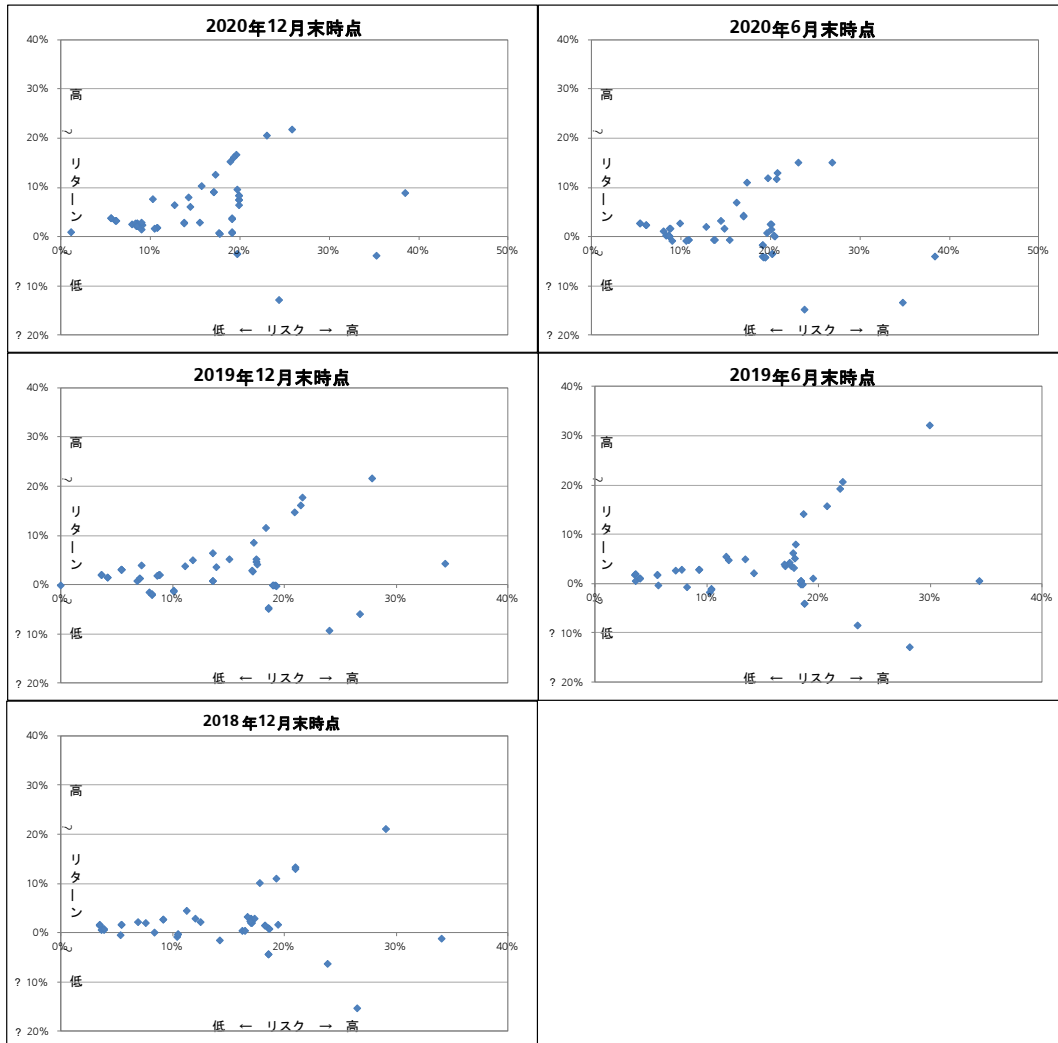 2020年12月末時点
40%
30%
20%
10%
0%
? 10%
? 20%
高
?
リターン
?
低
0% 10% 20% 30% 40% 50%
低 ← リスク → 高
2020年6月末時点
40%
30%
20%
10%
0%
? 10%
? 20%
高
?
リターン
?
低
0% 10% 20% 30% 40% 50%
低 ← リスク → 高
2019年12月末時点
40%
30%
20%
10%
0%
? 10%
? 20%
高
?
リターン
?
低
0% 10% 20% 30% 40%
低 ← リスク → 高
2019年6月末時点
40%
30%
20%
10%
0%
? 10%
? 20%
高
?
リターン
?
低
0% 10% 20% 30% 40%
低 ← リスク → 高
2018年12月末時点
40%
30%
20%
10%
0%
? 10%
? 20%
高
?
リターン
?
低
0% 10% 20% 30% 40%
低 ← リスク → 高